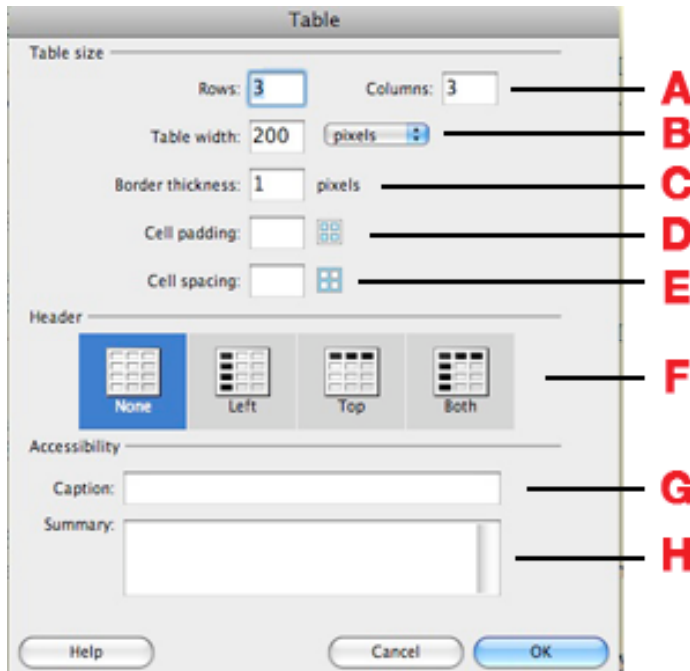 Table
Table size
Rows: 3 Columns: 3 A
Table width: 200 pixels B
Border thickness: 1 pixels C
Cell padding: D
Cell spacing: E
Header
F
None Left Top Both
Accessibility
Caption: G
Summary: H
Help Cancel OK